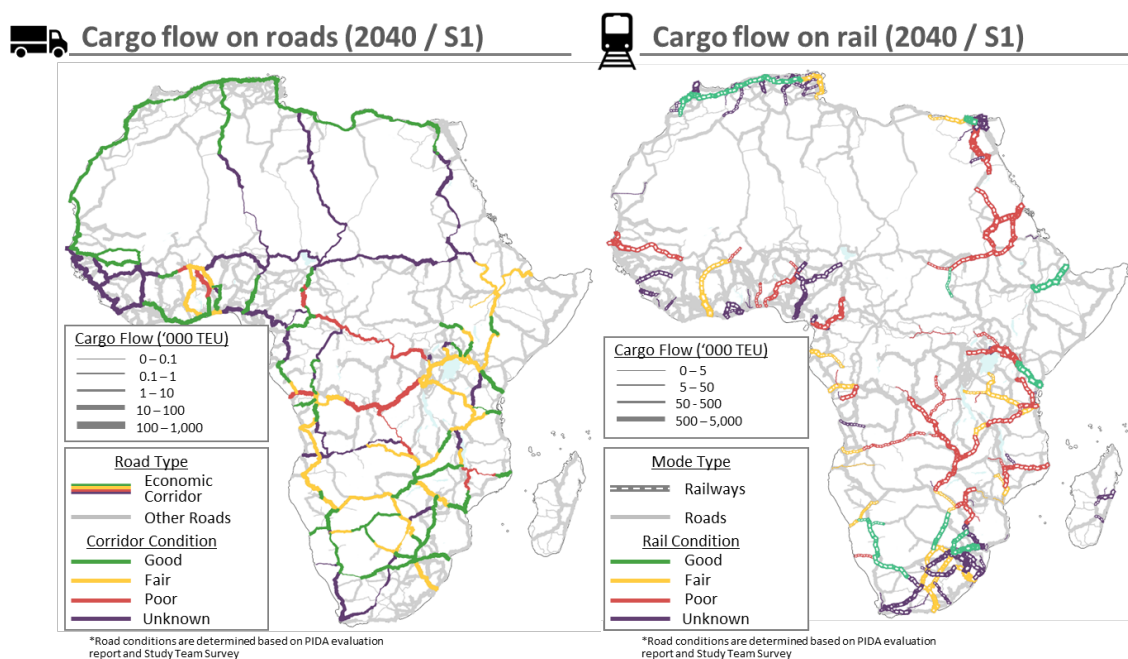 Cargo flow on roads (2040 / S1)
Cargo Flow (‘000 TEU)
0 – 0.1
0.1 – 1
1 – 10
10 – 100
100 – 1,000
Road Type
Economic
Corridor
Other Roads
Corridor Condition
Good
Fair
Poor
Unknown
*Road conditions are determined based on PIDA evaluation
report and Study Team Survey
Cargo flow on rail (2040 / S1)
Cargo Flow (‘000 TEU)
0 – 5
5 – 50
50 - 500
500 – 5,000
Mode Type
Railways
Roads
Rail Condition
Good
Fair
Poor
Unknown
*Road conditions are determined based on PIDA evaluation
report and Study Team Survey